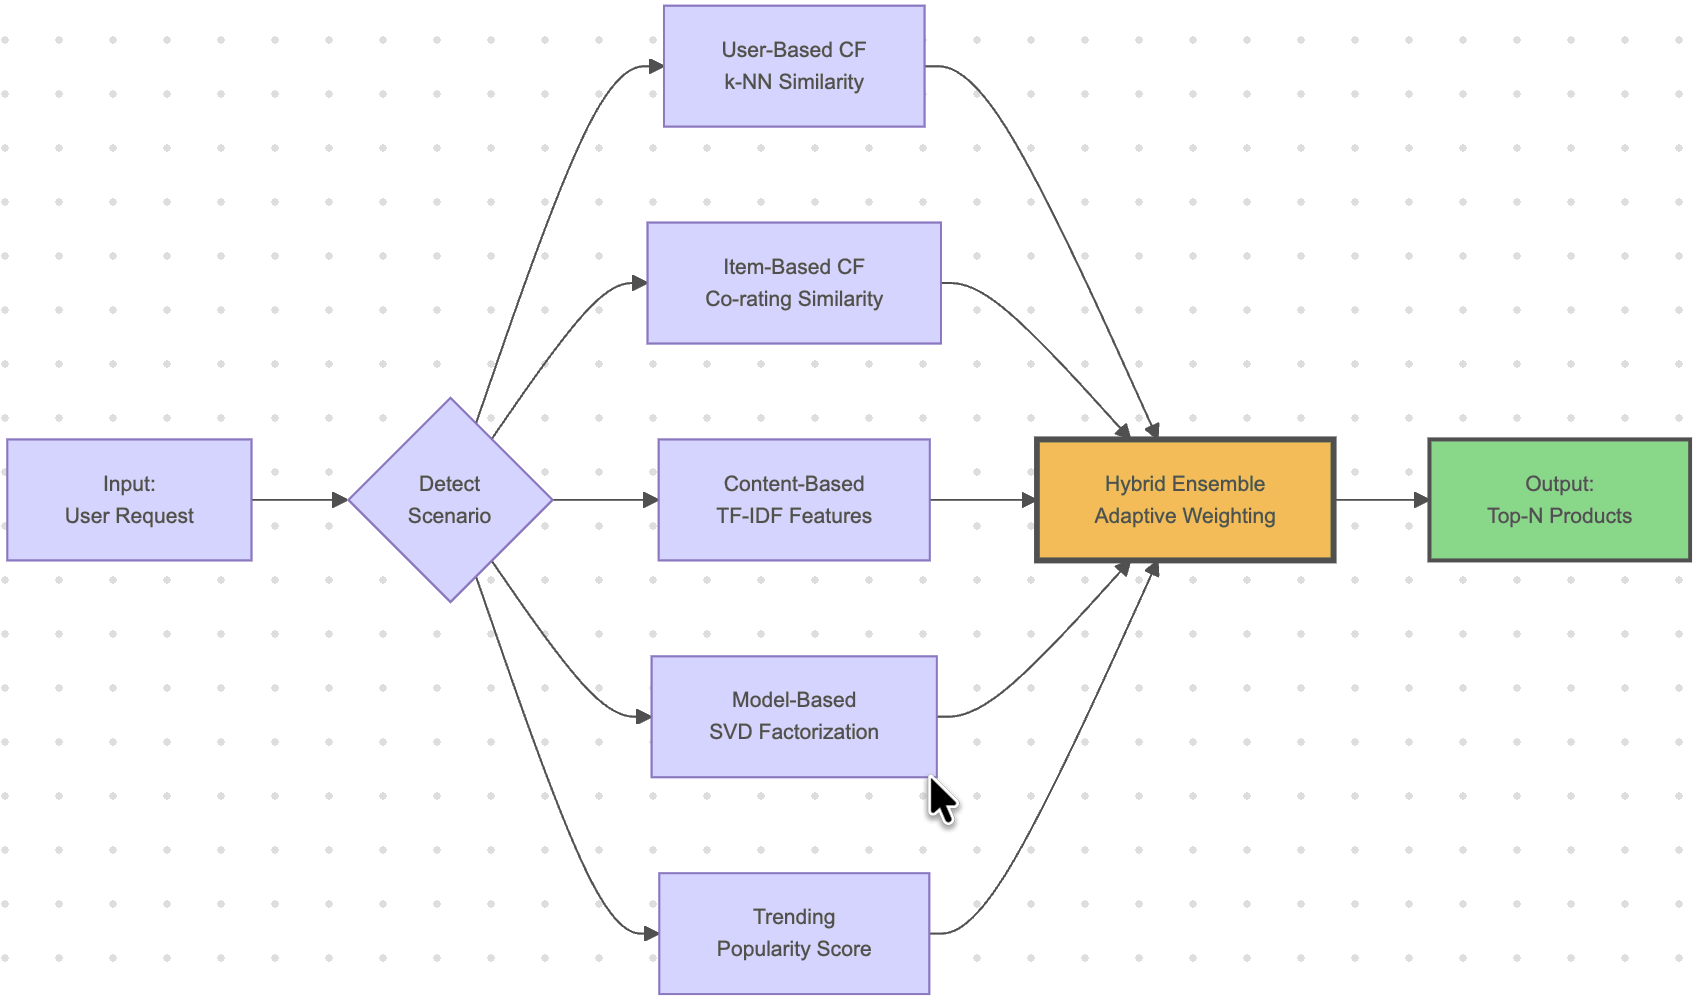 Input:
User Request
Detect
Scenario
User-Based CF
k-NN Similarity
Item-Based CF
Co-rating Similarity
Content-Based
TF-IDF Features
Model-Based
SVD Factorization
Trending
Popularity Score
Hybrid Ensemble
Adaptive Weighting
Output:
Top-N Products